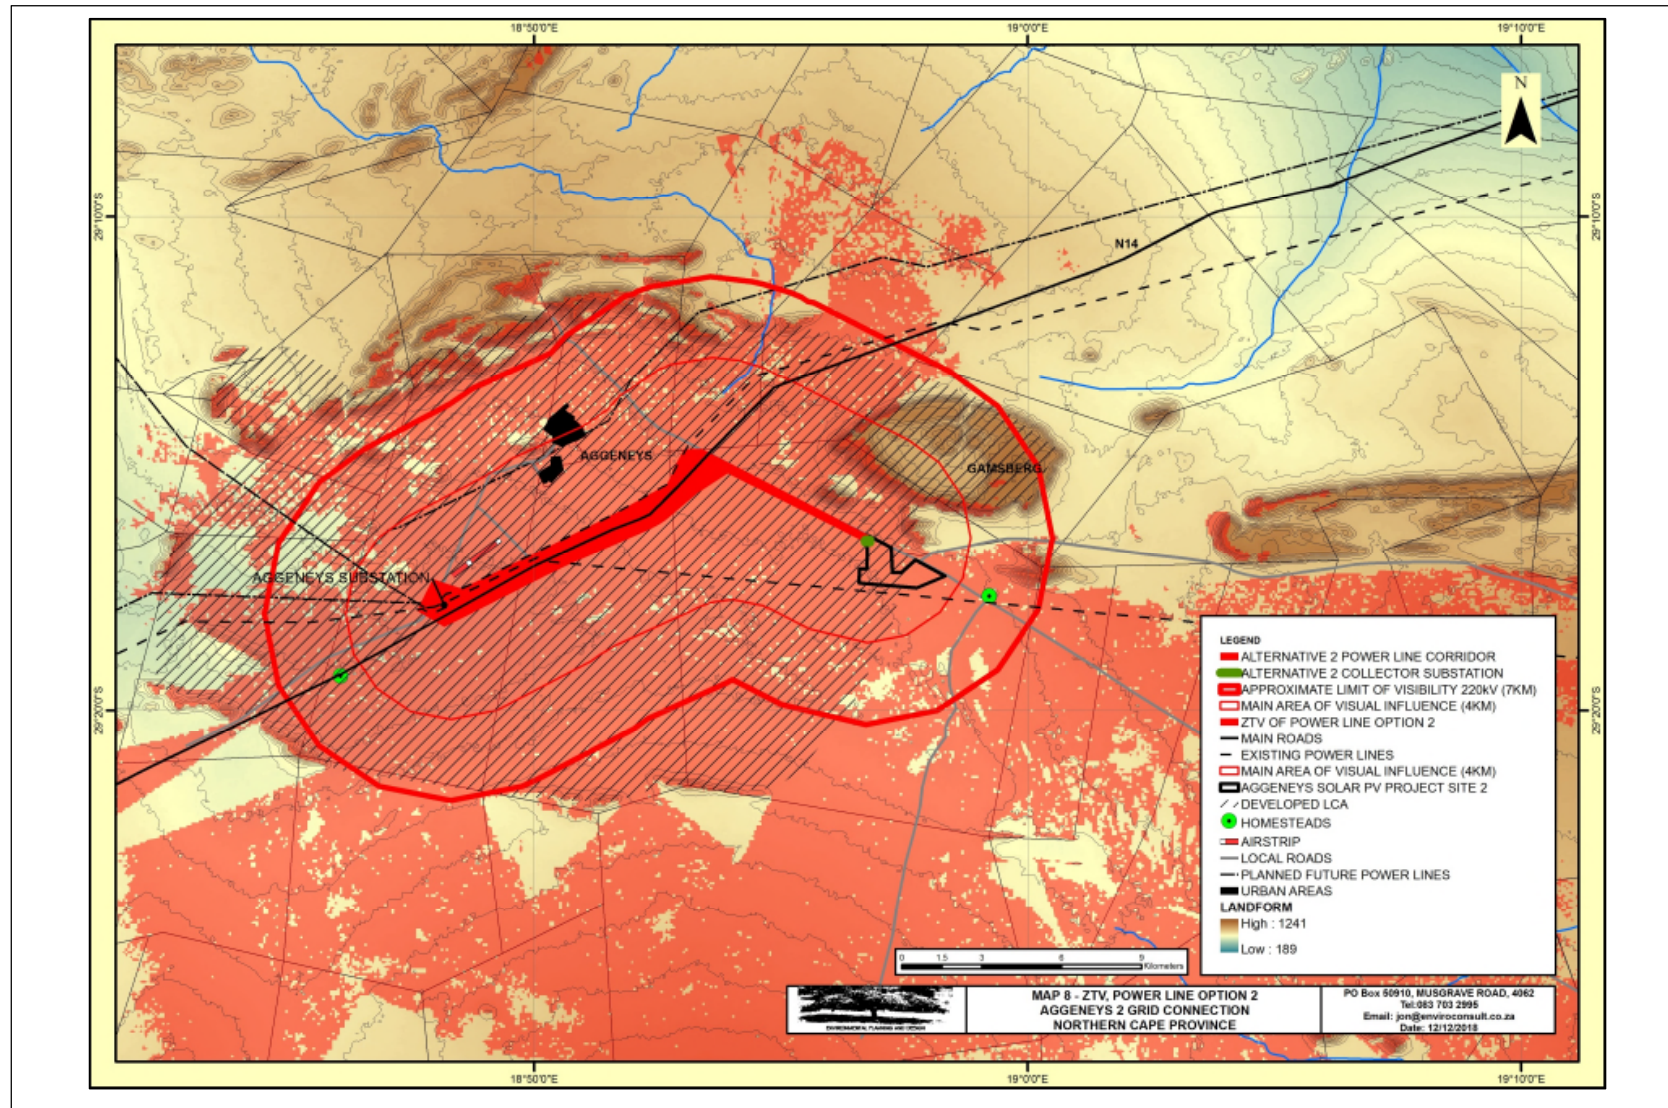 18°50'0"E
19°0'0"E
19°10'0"E
N
29°10'0"S
29°10'0"S
N14
AGGENEYS
GAMSBERG
AGGENEYS SUBSTATION
29°20'0"S
29°20'0"S
LEGEND
ALTERNATIVE 2 POWER LINE CORRIDOR
ALTERNATIVE 2 COLLECTOR SUBSTATION
APPROXIMATE LIMIT OF VISIBILITY 220kV (7KM)
MAIN AREA OF VISUAL INFLUENCE (4KM)
ZTV OF POWER LINE OPTION 2
MAIN ROADS
EXISTING POWER LINES
MAIN AREA OF VISUAL INFLUENCE (4KM)
AGGENEYS SOLAR PV PROJECT SITE 2
DEVELOPED LCA
HOMESTEADS
AIRSTRIP
LOCAL ROADS
PLANNED FUTURE POWER LINES
URBAN AREAS
LANDFORM
High : 1241
Low : 189
0 1.5 3 6 9
Kilometers
ENVIRONMENTAL PLANNING AND DESIGN
MAP 8 - ZTV, POWER LINE OPTION 2
AGGENEYS 2 GRID CONNECTION
NORTHERN CAPE PROVINCE
PO Box 50910, MUSGRAVE ROAD, 4062
Tel:083 703 2995
Email: jon@enviroconsult.co.za
Date: 12/12/2018
18°50'0"E
19°0'0"E
19°10'0"E